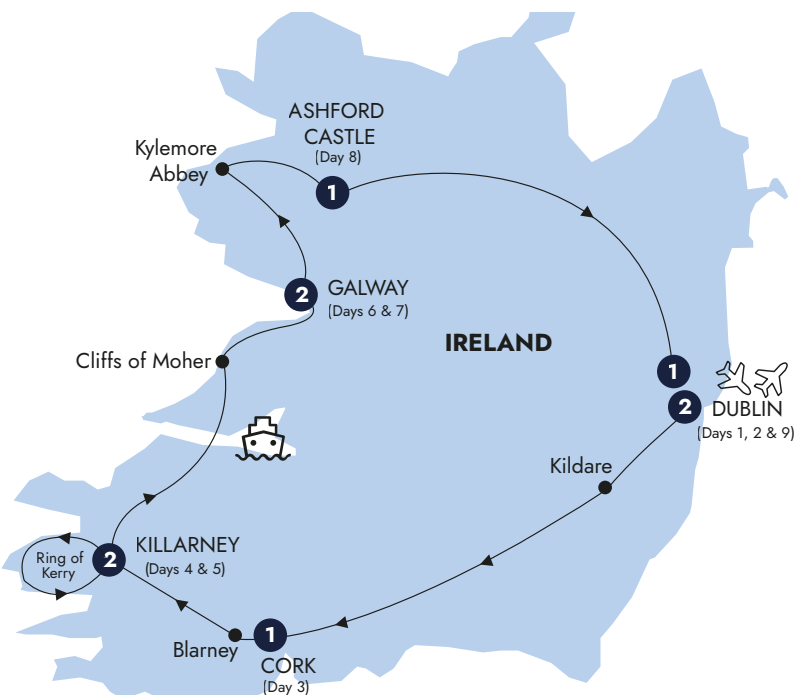 ASHFORD
CASTLE
(Day 8)
1
Kylemore
Abbey
2
GALWAY
(Days 6 & 7)
IRELAND
Cliffs of Moher
1
2
DUBLIN
(Days 1, 2 & 9)
Kildare
KILLARNEY
2
(Days 4 & 5)
Ring of
Kerry
Blarney
1
CORK
(Day 3)